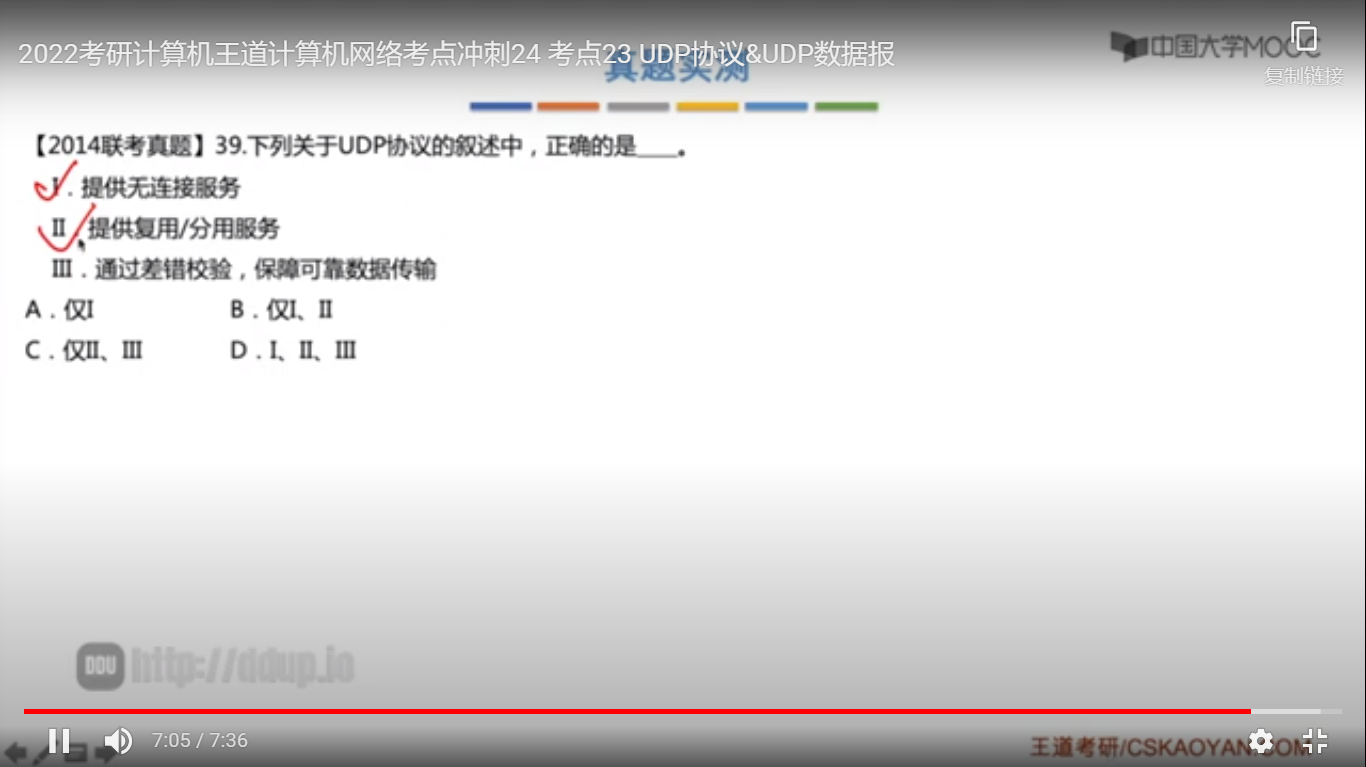 2022考研计算机王道计算机网络考点冲刺24 考点23 UDP协议&UDP数据报
中国大学MOOC
复制链接
真题实测
【2014联考真题】39.下列关于UDP协议的叙述中，正确的是___。
I．提供无连接服务
II．提供复用/分用服务
III．通过差错校验，保障可靠数据传输
A．仅I B．仅I、II
C．仅II、III D．I、II、III
DDU http://ddup.io
7:05 / 7:36
王道考研/CSKAOYAN.COM